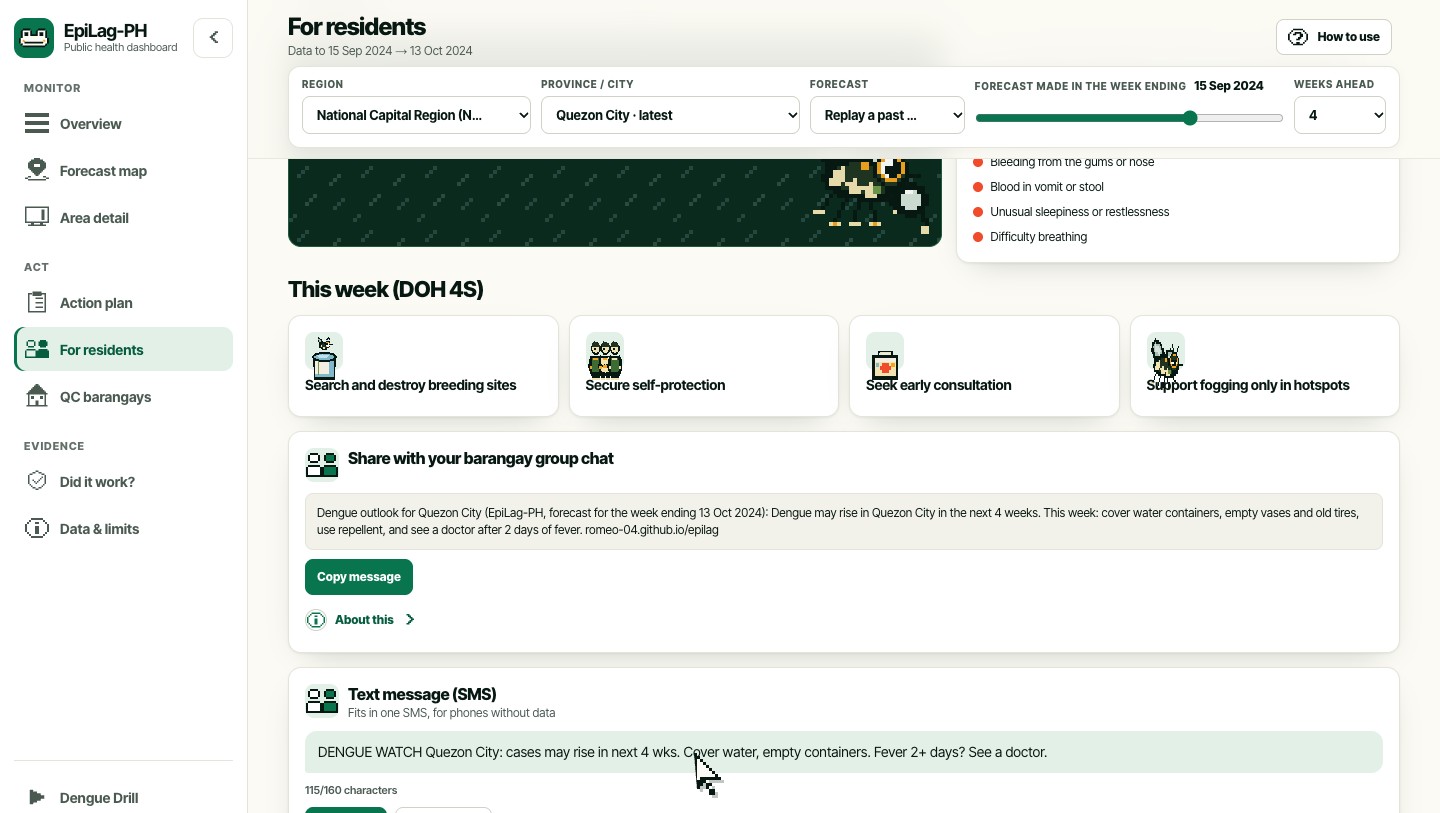 EpiLag-PH
Public health dashboard
MONITOR
Overview
Forecast map
Area detail
ACT
Action plan
For residents
QC barangays
EVIDENCE
Did it work?
Data & limits
Dengue Drill
For residents
Data to 15 Sep 2024 → 13 Oct 2024
How to use
REGION
National Capital Region (N...
PROVINCE / CITY
Quezon City · latest
FORECAST
Replay a past ...
FORECAST MADE IN THE WEEK ENDING 15 Sep 2024
WEEKS AHEAD
4
Bleeding from the gums or nose
Blood in vomit or stool
Unusual sleepiness or restlessness
Difficulty breathing
This week (DOH 4S)
Search and destroy breeding sites
Secure self-protection
Seek early consultation
Support fogging only in hotspots
Share with your barangay group chat
Dengue outlook for Quezon City (EpiLag-PH, forecast for the week ending 13 Oct 2024): Dengue may rise in Quezon City in the next 4 weeks. This week: cover water containers, empty vases and old tires,
use repellent, and see a doctor after 2 days of fever. romeo-04.github.io/epilag
Copy message
About this
Text message (SMS)
Fits in one SMS, for phones without data
DENGUE WATCH Quezon City: cases may rise in next 4 wks. Cover water, empty containers. Fever 2+ days? See a doctor.
115/160 characters